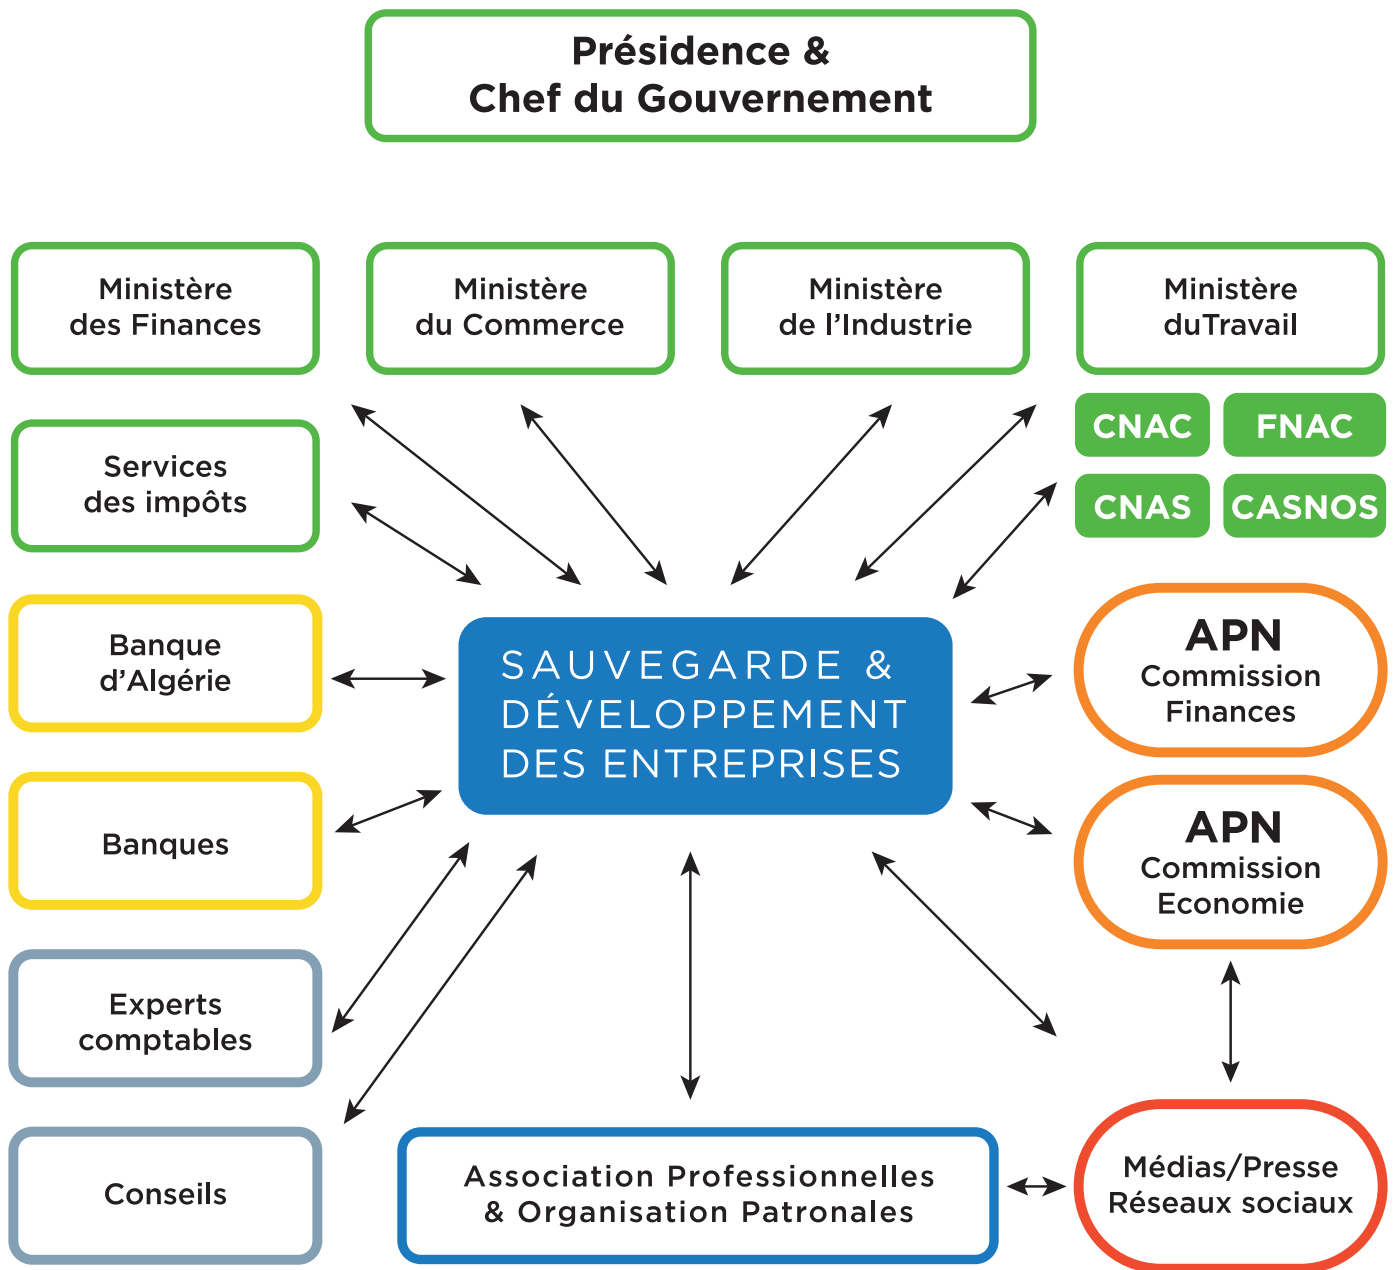 Présidence &
Chef du Gouvernement
Ministère
des Finances
Ministère
du Commerce
Ministère
de l'Industrie
Ministère
duTravail
CNAC
FNAC
CNAS
CASNOS
Services
des impôts
Banque
d'Algérie
SAUVEGARDE &
DÉVELOPPEMENT
DES ENTREPRISES
APN
Commission
Finances
Banques
APN
Commission
Economie
Experts
comptables
Conseils
Association Professionnelles
& Organisation Patronales
Médias/Presse
Réseaux sociaux